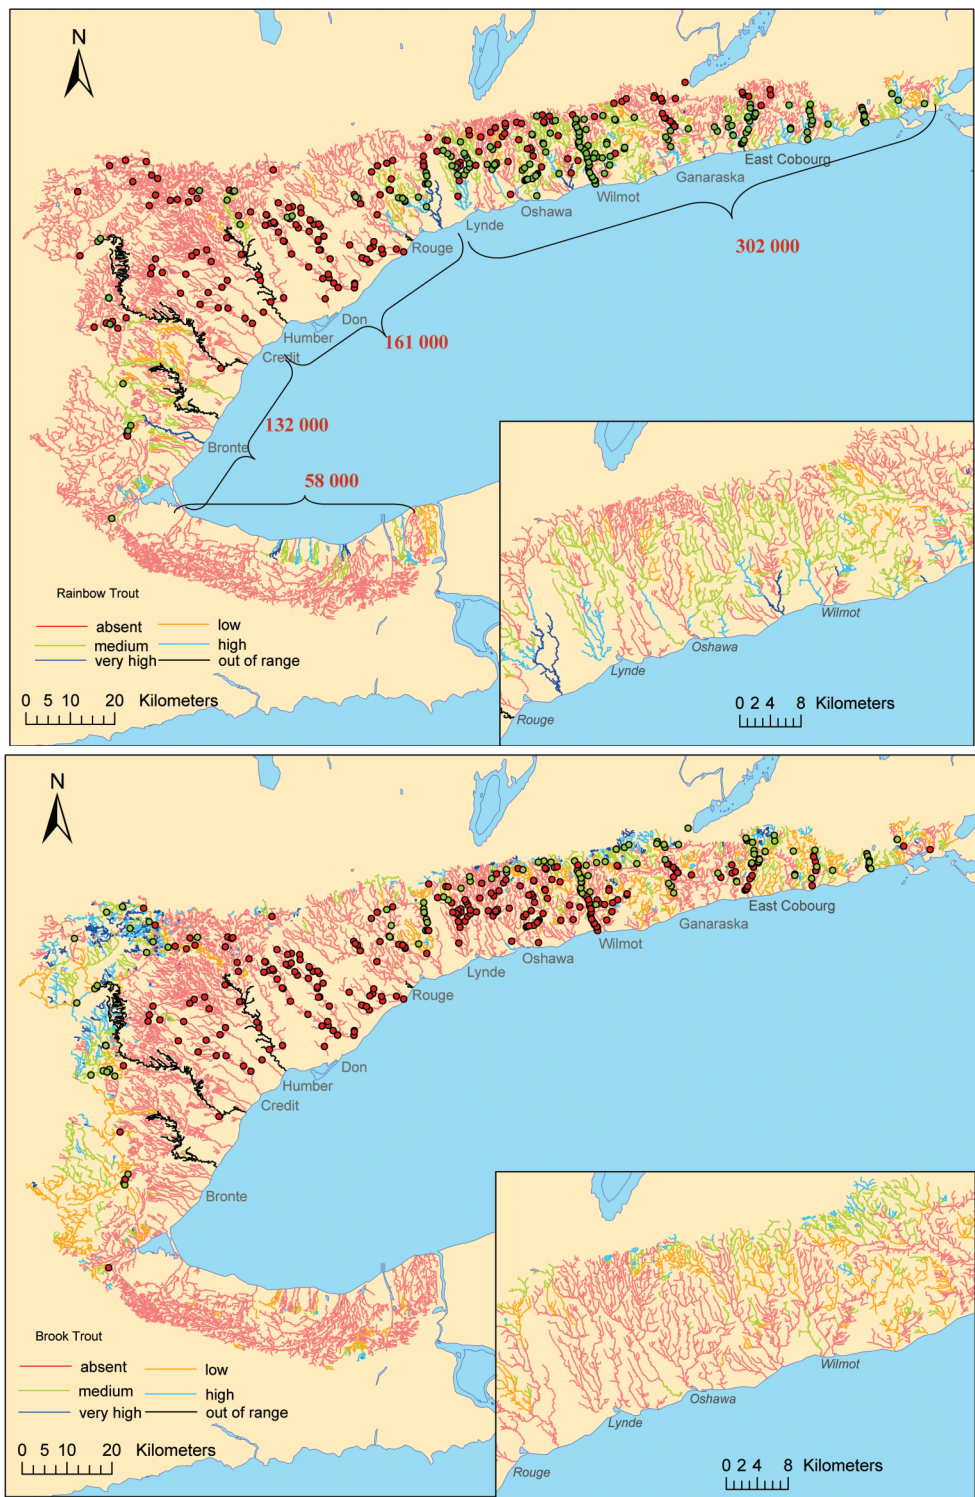 N
East Cobourg
Ganaraska
Wilmot
Oshawa
Lynde
Rouge
302 000
Don
Humber
161 000
Credit
132 000
Bronte
58 000
Rainbow Trout
absent
low
medium
high
very high
out of range
0 5 10 20 Kilometers
Wilmot
Oshawa
Lynde
Rouge
0 2 4 8 Kilometers
N
East Cobourg
Ganaraska
Wilmot
Oshawa
Lynde
Rouge
Don
Humber
Credit
Bronte
Brook Trout
absent
low
medium
high
very high
out of range
0 5 10 20 Kilometers
Wilmot
Oshawa
Lynde
Rouge
0 2 4 8 Kilometers